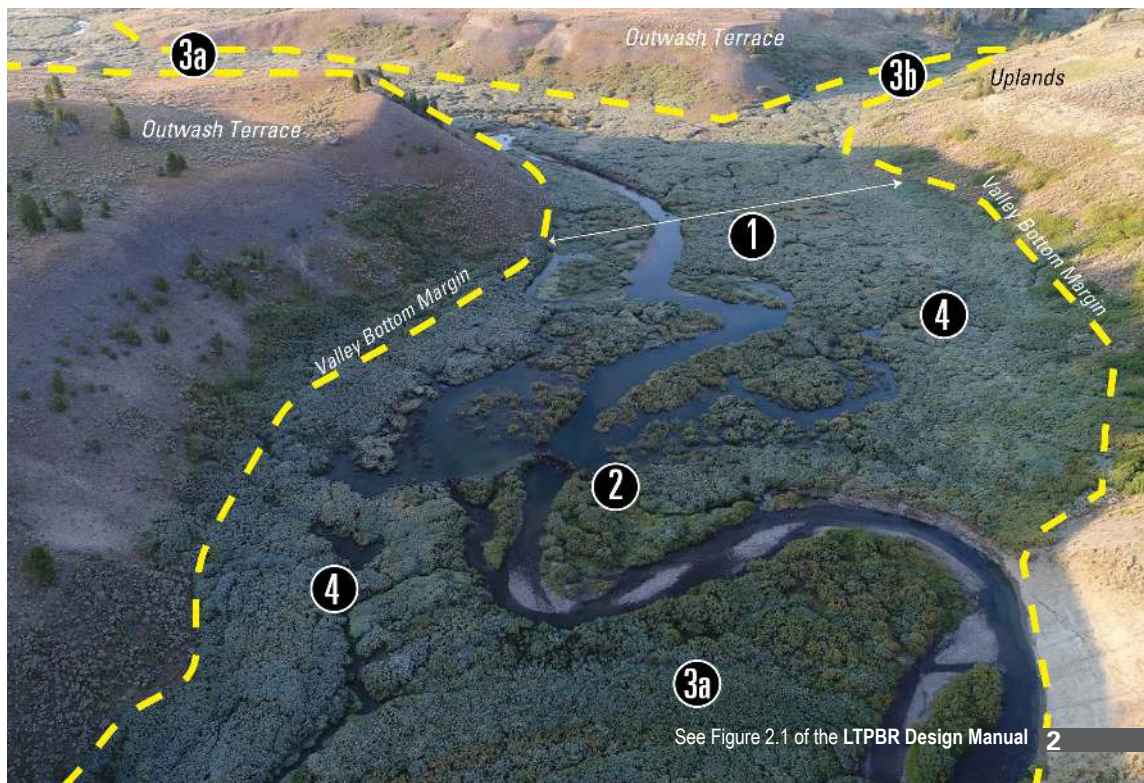 3a
Outwash Terrace
3b
Uplands
Outwash Terrace
Valley Bottom Margin
1
Valley Bottom Margin
4
2
4
3a
See Figure 2.1 of the LTPBR Design Manual 2